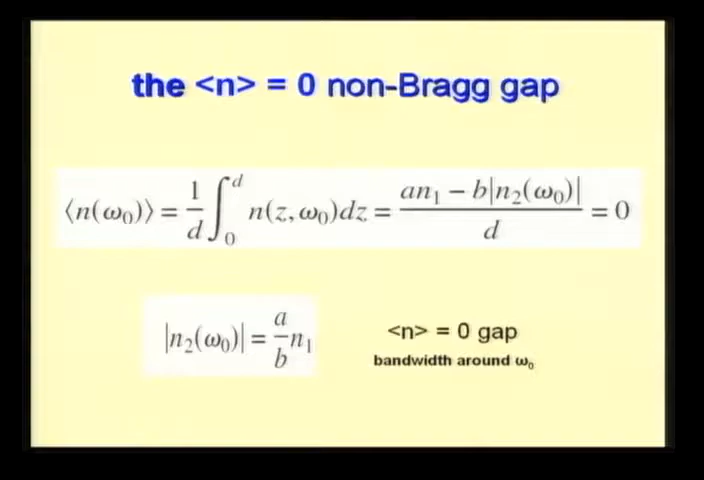 the <n> = 0 non-Bragg gap
⟨n(ω₀)⟩ = 1/d ∫₀ᵈ n(z, ω₀)dz = (an₁ − b|n₂(ω₀)|)/d = 0
|n₂(ω₀)| = a/b n₁
<n> = 0 gap
bandwidth around ω₀